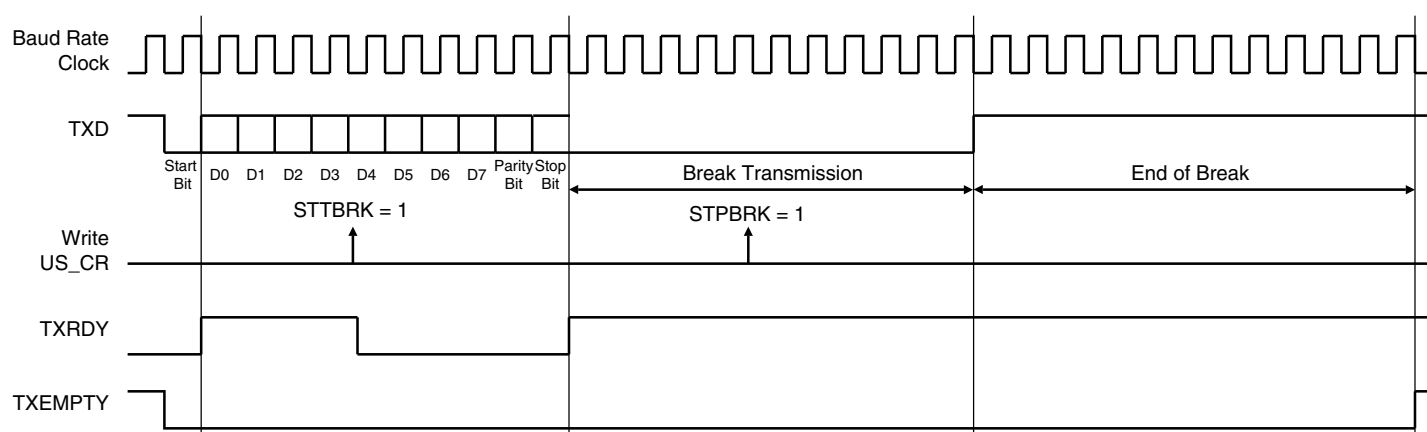 Baud Rate
Clock
TXD
Start
Bit
D0
D1
D2
D3
D4
D5
D6
D7
Parity
Bit
Stop
Bit
Break Transmission
End of Break
STTBRK = 1
STPBRK = 1
Write
US_CR
TXRDY
TXEMPTY